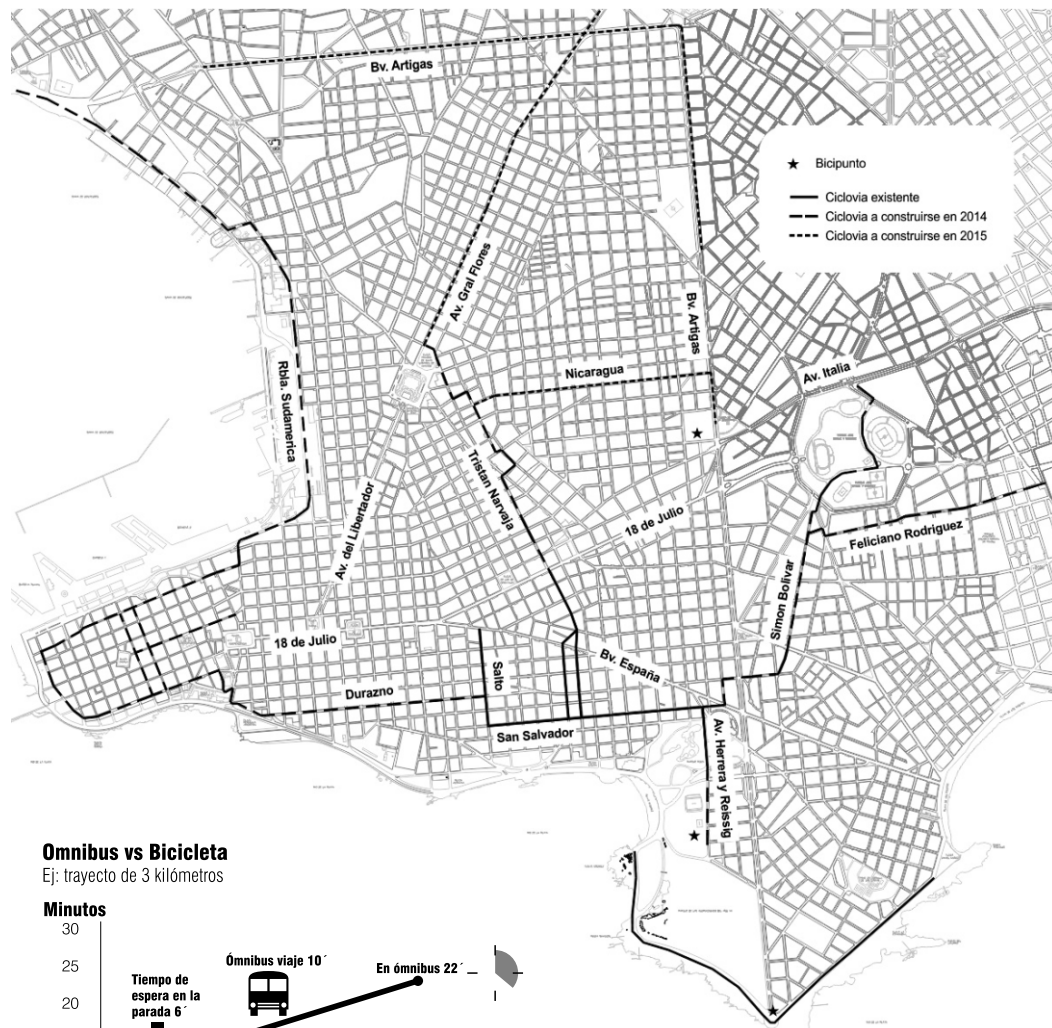 Bv. Artigas
★ Bicipunto
Ciclovia existente
Ciclovia a construirse en 2014
Ciclovia a construirse en 2015
Av. Gral Flores
Bv. Artigas
Rbla. Sudamerica
Nicaragua
Av. Italia
Tristan Narvaja
Av. del Libertador
18 de Julio
Feliciano Rodriguez
Simon Bolivar
18 de Julio
Salto
Bv. España
Durazno
San Salvador
Av. Herrera y Reissig
Omnibus vs Bicicleta
Ej: trayecto de 3 kilómetros
Minutos
30
25
20
Tiempo de
espera en la
parada 6´
Ómnibus viaje 10´
En ómnibus 22´